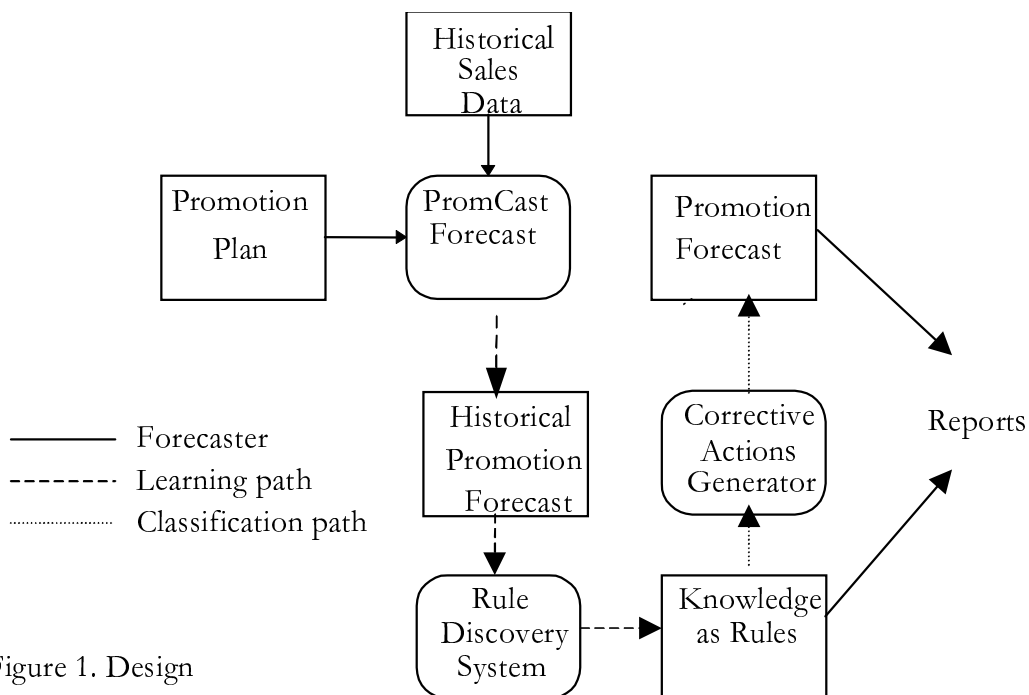 Historical
Sales
Data
Promotion
Plan
PromCast
Forecast
Promotion
Forecast
Historical
Promotion
Forecast
Corrective
Actions
Generator
Reports
Forecaster
Learning path
Classification path
Rule
Discovery
System
Knowledge
as Rules
igure 1. Design